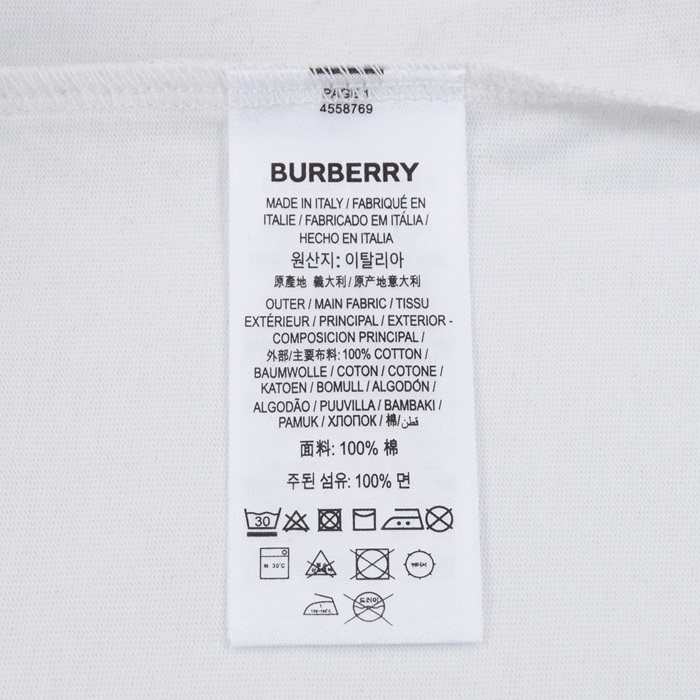 PAGE 1
4558769
BURBERRY
MADE IN ITALY / FABRIQUÉ EN
ITALIE / FABRICADO EM ITÁLIA /
HECHO EN ITALIA
원산지: 이탈리아
原產地 義大利 / 原产地意大利
OUTER / MAIN FABRIC / TISSU
EXTÉRIEUR / PRINCIPAL / EXTERIOR -
COMPOSICION PRINCIPAL /
外部/主要布料: 100% COTTON /
BAUMWOLLE / COTON / COTONE /
KATOEN / BOMULL / ALGODÓN /
ALGODÃO / PUUVILLA / BAMBAKI /
PAMUK / ХЛОПОК / 棉/قطن
面料: 100% 棉
주된 섬유: 100% 면
30
30°C
드라이